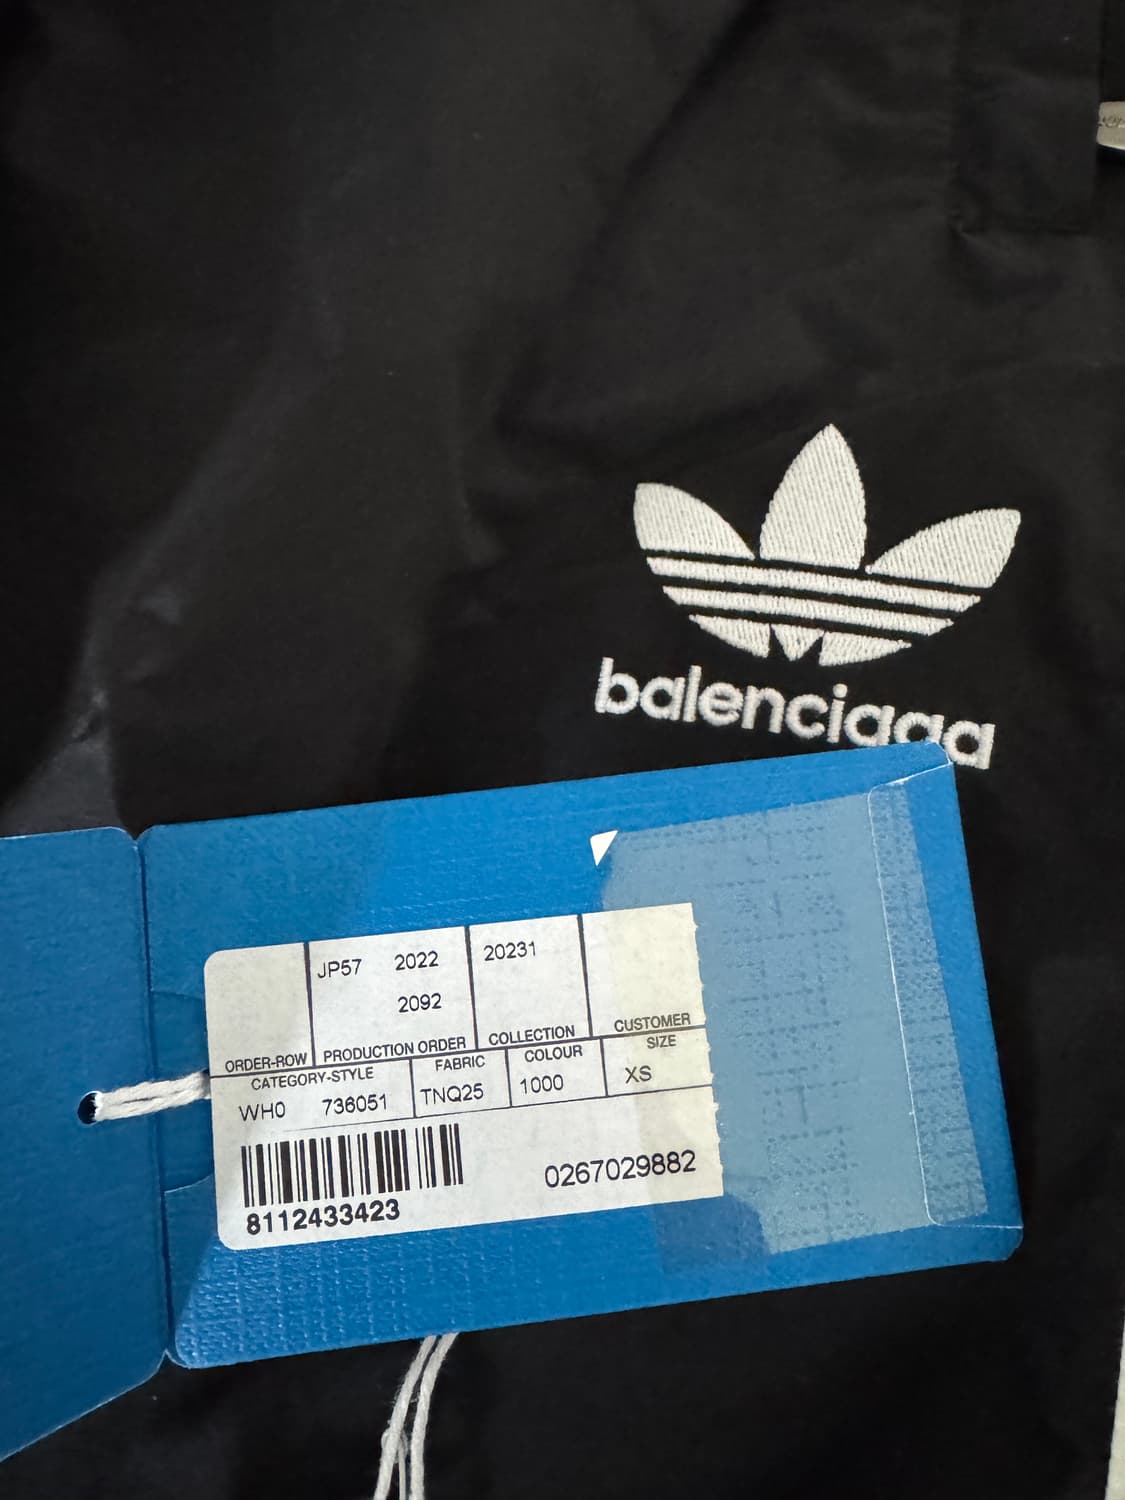 balenciaga
JP57 2022 20231
2092
ORDER-ROW PRODUCTION ORDER COLLECTION CUSTOMER
CATEGORY-STYLE FABRIC COLOUR SIZE
WH0 736051 TNQ25 1000 XS
0267029882
8112433423